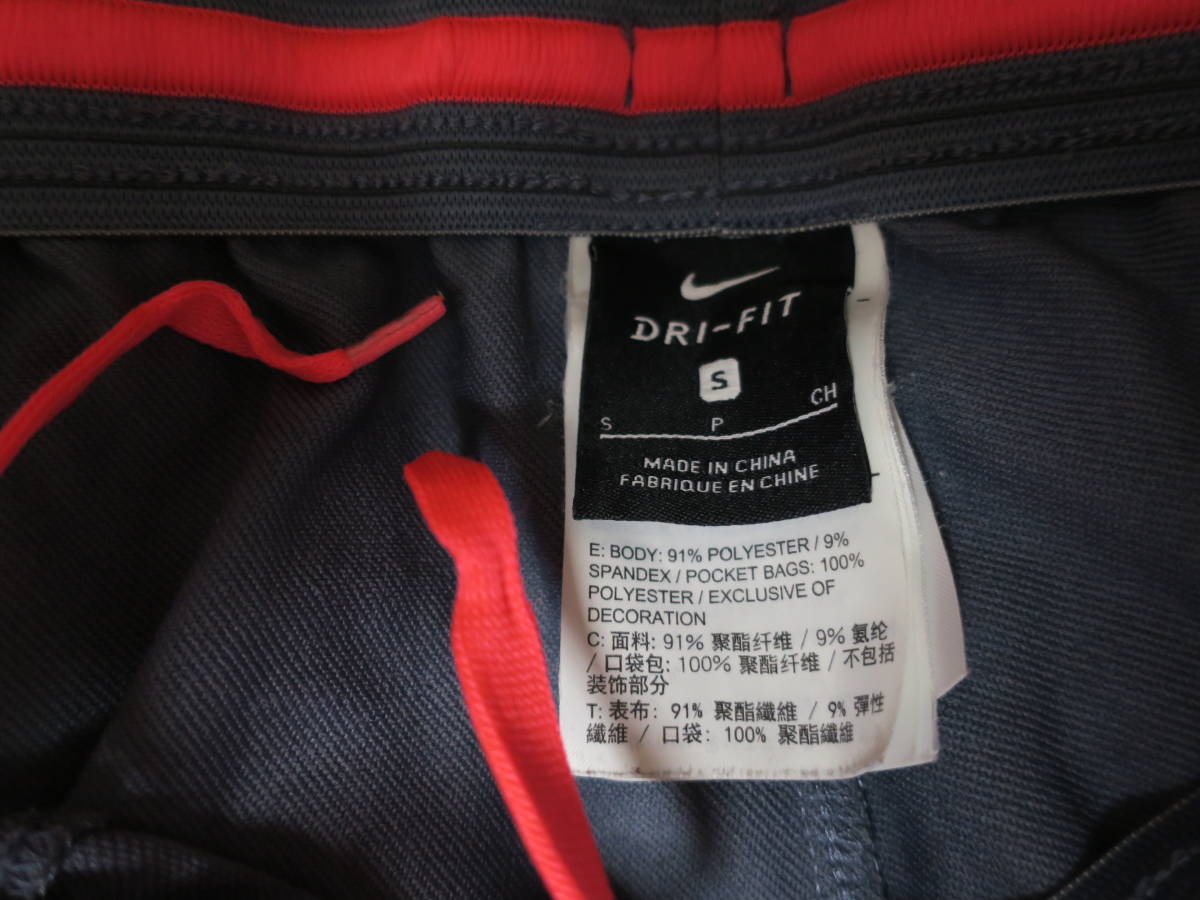 DRI-FIT
S
S P CH
MADE IN CHINA
FABRIQUE EN CHINE
E: BODY: 91% POLYESTER / 9%
SPANDEX / POCKET BAGS: 100%
POLYESTER / EXCLUSIVE OF
DECORATION
C: 面料: 91% 聚酯纤维 / 9% 氨纶
/ 口袋包: 100% 聚酯纤维 / 不包括
装饰部分
T: 表布: 91% 聚酯纖維 / 9% 彈性
纖維 / 口袋: 100% 聚酯纖維